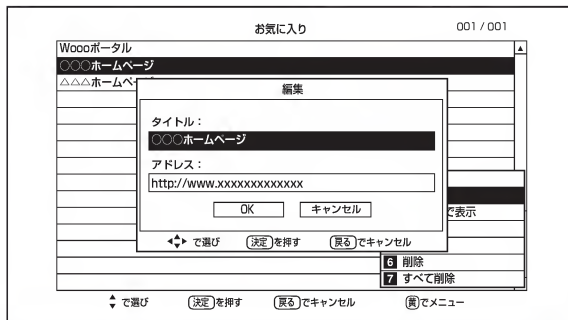 お気に入り
001 / 001
Woooポータル
○○○ホームページ
△△△ホームペー
編集
タイトル：
○○○ホームページ
アドレス：
http://www.xxxxxxxxxxxxx
OK キャンセル
で選び 決定を押す 戻るでキャンセル
で表示
6 削除
7 すべて削除
で選び 決定を押す 戻るでキャンセル 黄でメニュー